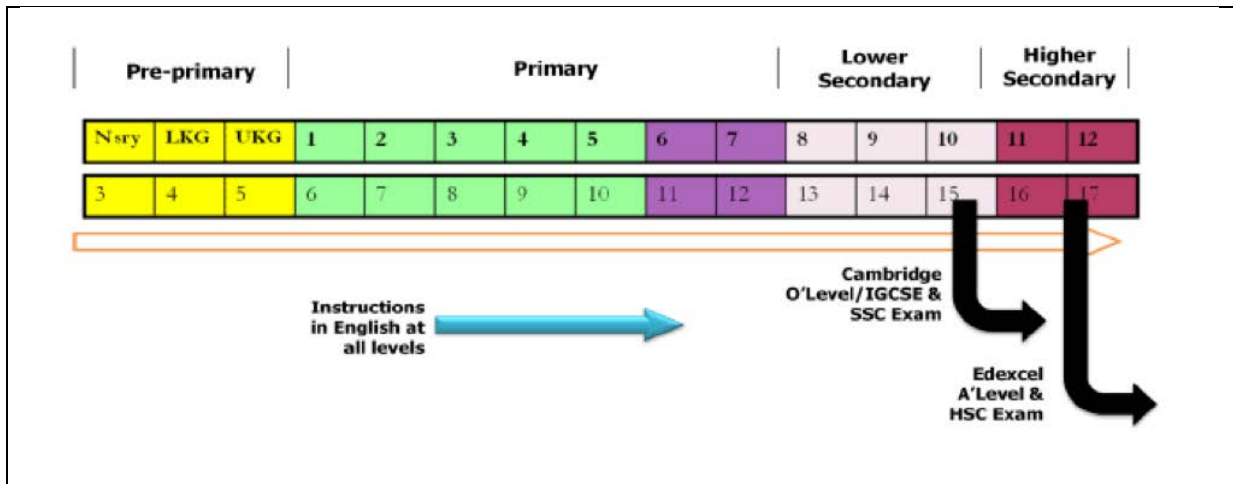 Pre-primary
Primary
Lower
Secondary
Higher
Secondary
Nsry LKG UKG 1 2 3 4 5 6 7 8 9 10 11 12
3 4 5 6 7 8 9 10 11 12 13 14 15 16 17
Instructions
in English at
all levels
Cambridge
O'Level/IGCSE &
SSC Exam
Edexcel
A'Level &
HSC Exam